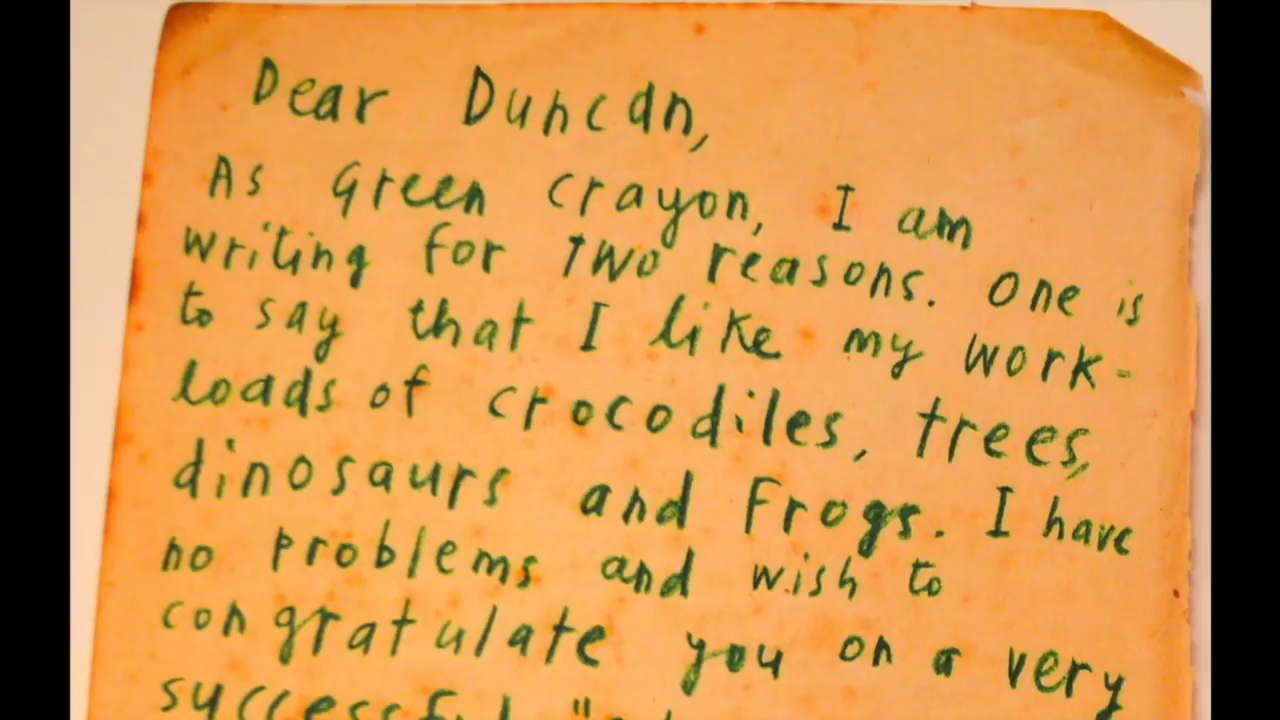 Dear Duncan,
As Green crayon, I am
writing for two reasons. One is
to say that I like my work-
loads of crocodiles, trees,
dinosaurs and frogs. I have
no problems and wish to
congratulate you on a very
successful